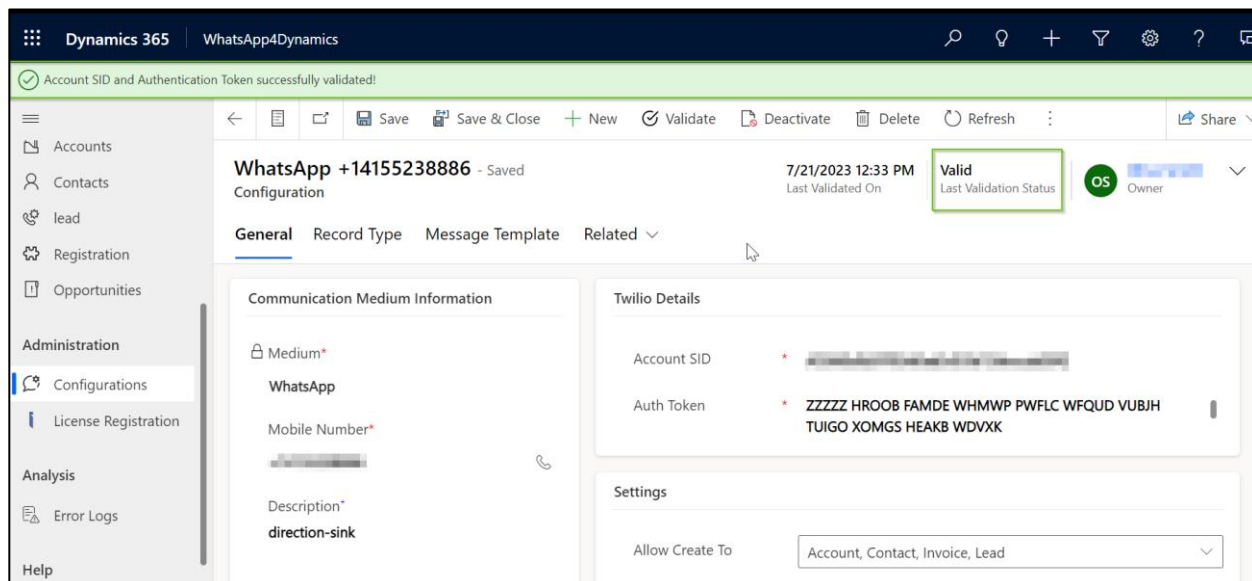 Dynamics 365 WhatsApp4Dynamics
Account SID and Authentication Token successfully validated!
Save Save & Close New Validate Deactivate Delete Refresh Share
Accounts
Contacts
lead
Registration
Opportunities
Administration
Configurations
License Registration
Analysis
Error Logs
Help
WhatsApp +14155238886 - Saved
Configuration
7/21/2023 12:33 PM
Last Validated On
Valid
Last Validation Status
OS
Owner
General Record Type Message Template Related
Communication Medium Information
Medium*
WhatsApp
Mobile Number*
Description*
direction-sink
Twilio Details
Account SID *
Auth Token * ZZZZZ HROOB FAMDE WHMWP PWFLC WFQUD VUBJH
TUIGO XOMGS HEAKB WDVXK
Settings
Allow Create To Account, Contact, Invoice, Lead